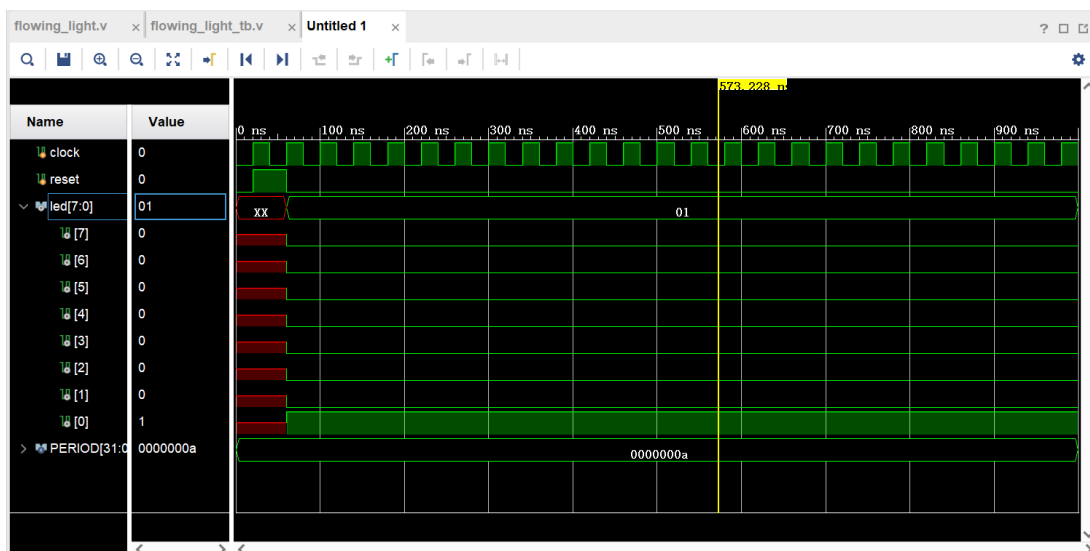 flowing_light.v × flowing_light_tb.v × Untitled 1 ×
?
573.228 n
Name Value
0 ns 100 ns 200 ns 300 ns 400 ns 500 ns 600 ns 700 ns 800 ns 900 ns
clock 0
reset 0
led[7:0] 01 XX 01
[7] 0
[6] 0
[5] 0
[4] 0
[3] 0
[2] 0
[1] 0
[0] 1
PERIOD[31:0 0000000a 0000000a